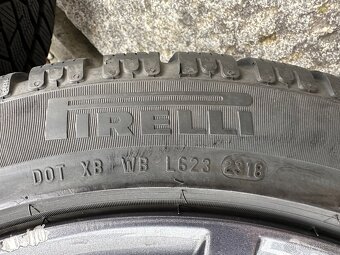 PIRELLI
DOT XB WB L623 2318